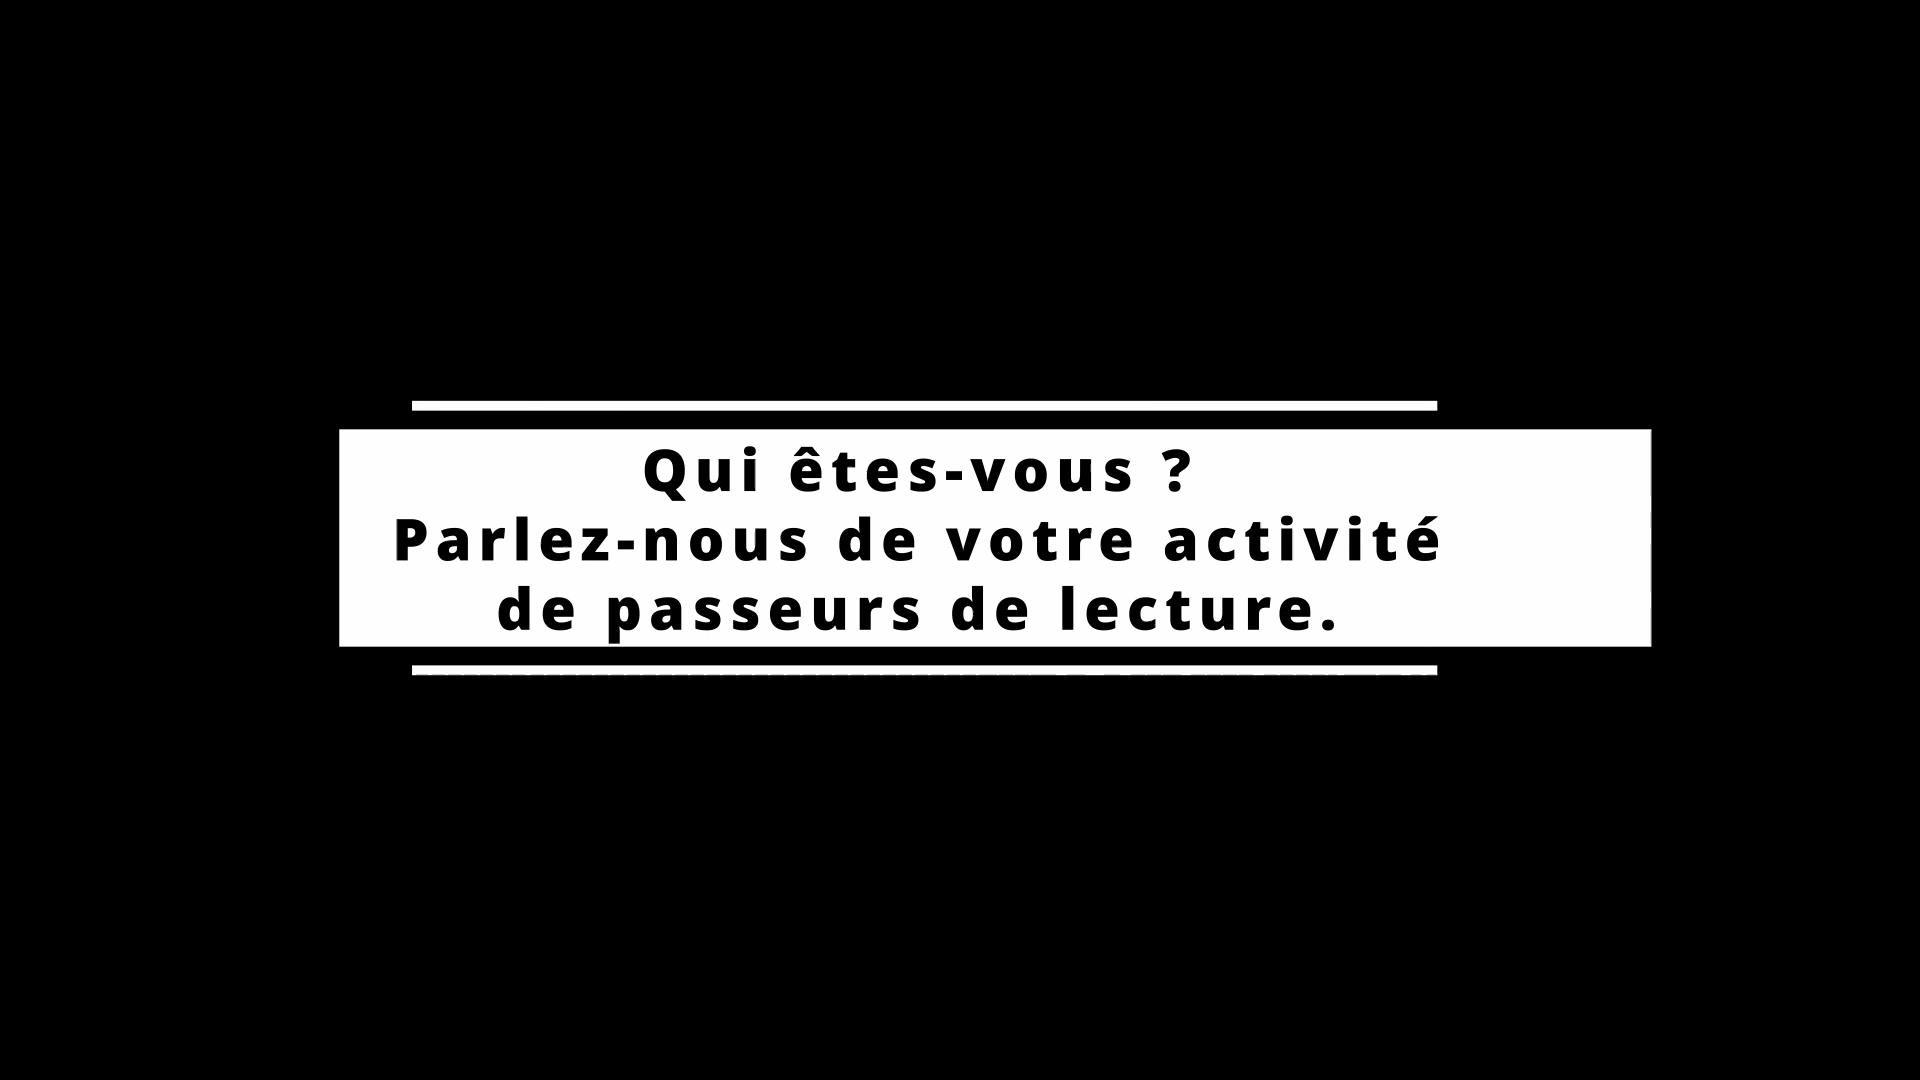 Qui êtes-vous ?
Parlez-nous de votre activité
de passeurs de lecture.